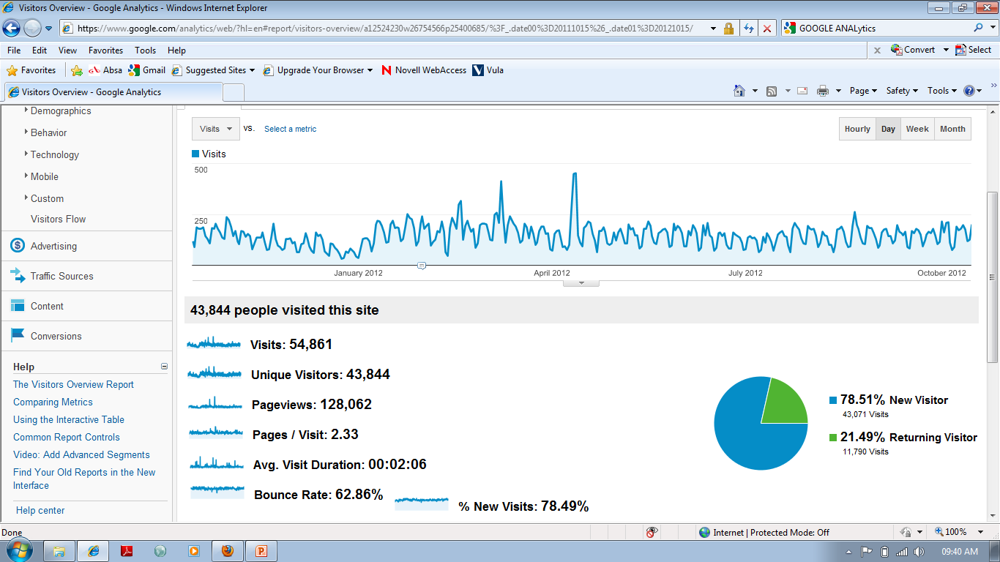 Visitors Overview - Google Analytics - Windows Internet Explorer
https://www.google.com/analytics/web/?hl=en#report/visitors-overview/a12524230w26754566p25400685/%3F_.date00%3D20111015%26_.date01%3D20121015/
GOOGLE ANALytics
File Edit View Favorites Tools Help
x Convert Select
Favorites Absa Gmail Suggested Sites Upgrade Your Browser Novell WebAccess Vula
Visitors Overview - Google Analytics
Page Safety Tools
Demographics
Behavior
Technology
Mobile
Custom
Visitors Flow
Advertising
Traffic Sources
Content
Conversions
Help
The Visitors Overview Report
Comparing Metrics
Using the Interactive Table
Common Report Controls
Video: Add Advanced Segments
Find Your Old Reports in the New
Interface
Help center
Visits vs. Select a metric
Hourly Day Week Month
Visits
500
250
January 2012 April 2012 July 2012 October 2012
43,844 people visited this site
Visits: 54,861
Unique Visitors: 43,844
Pageviews: 128,062
Pages / Visit: 2.33
Avg. Visit Duration: 00:02:06
Bounce Rate: 62.86%
% New Visits: 78.49%
78.51% New Visitor
43,071 Visits
21.49% Returning Visitor
11,790 Visits
Done
Internet | Protected Mode: Off
100%
09:40 AM